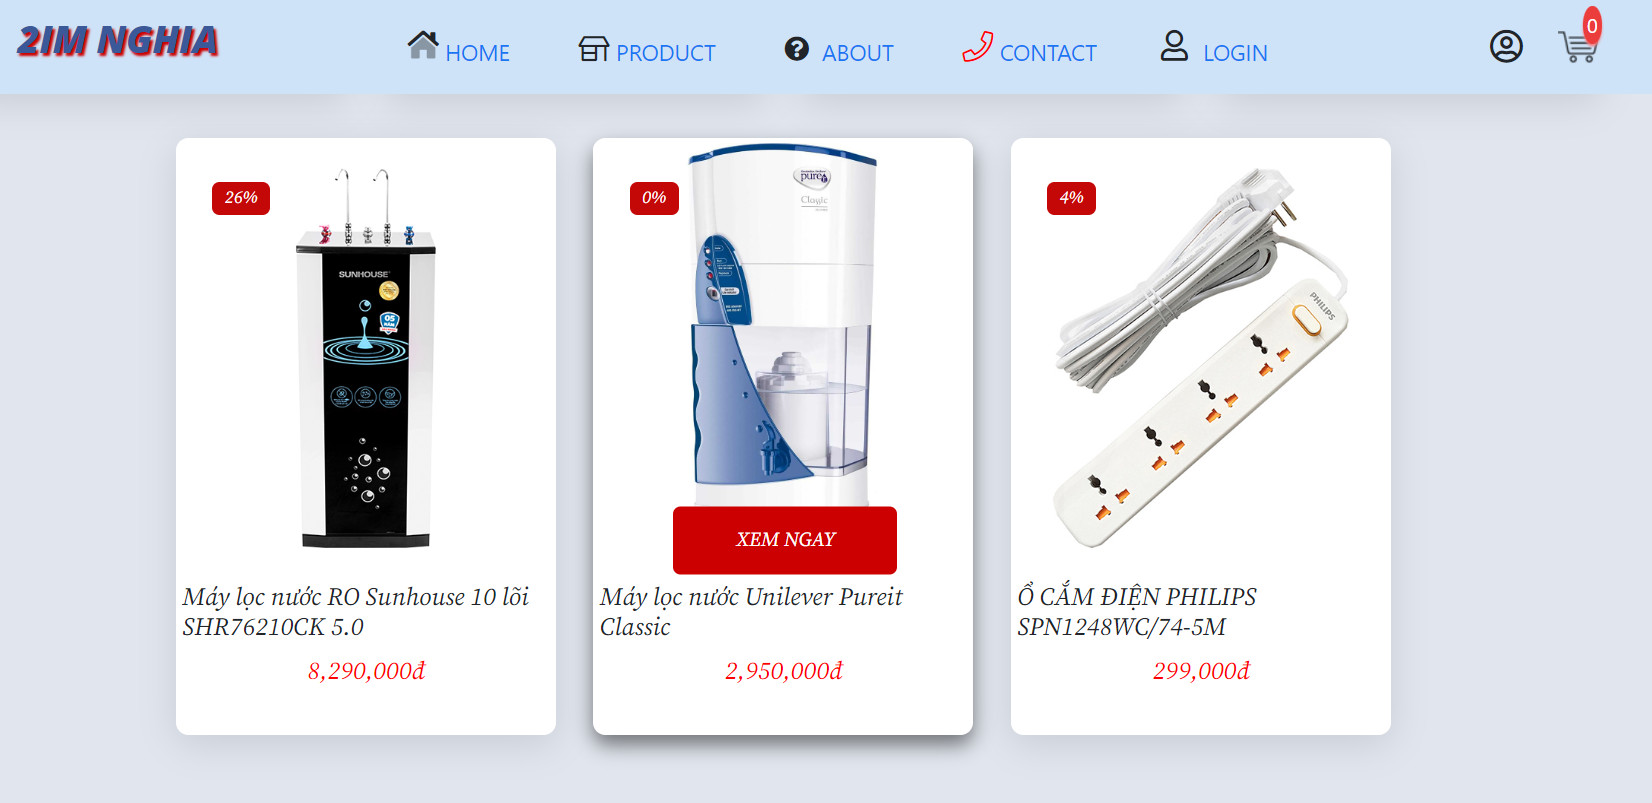 2IM NGHIA
HOME
PRODUCT
ABOUT
CONTACT
LOGIN
0
26%
SUNHOUSE
05
NĂM
0%
pureit
Classic
4%
PHILIPS
XEM NGAY
Máy lọc nước RO Sunhouse 10 lõi
SHR76210CK 5.0
8,290,000đ
Máy lọc nước Unilever Pureit
Classic
2,950,000đ
Ổ CẮM ĐIỆN PHILIPS
SPN1248WC/74-5M
299,000đ